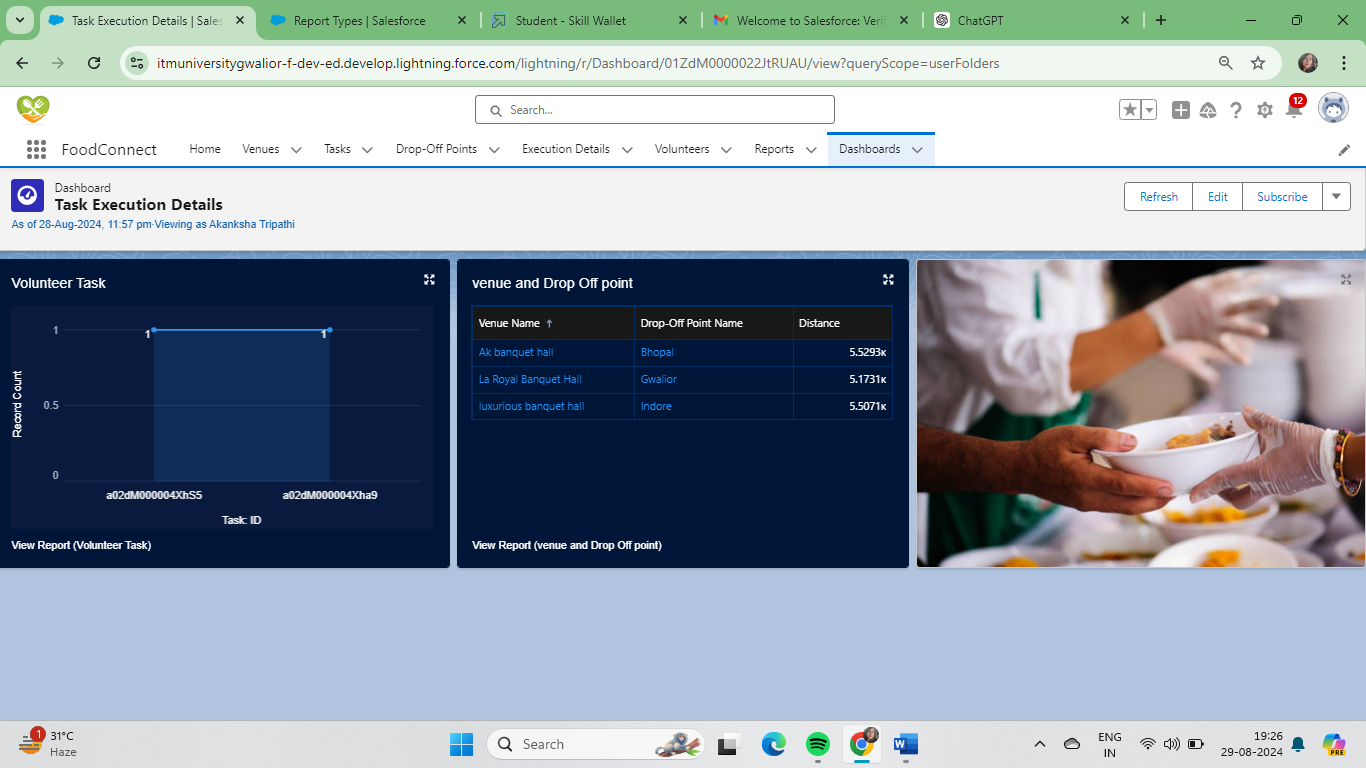 Task Execution Details | Sales
Report Types | Salesforce
Student - Skill Wallet
Welcome to Salesforce: Verif
ChatGPT
itmuniversitygwalior-f-dev-ed.develop.lightning.force.com/lightning/r/Dashboard/01ZdM0000022JtRUAU/view?queryScope=userFolders
Search...
12
FoodConnect
Home
Venues
Tasks
Drop-Off Points
Execution Details
Volunteers
Reports
Dashboards
Dashboard
Task Execution Details
As of 28-Aug-2024, 11:57 pm·Viewing as Akanksha Tripathi
Refresh
Edit
Subscribe
Volunteer Task
Record Count
1
0.5
0
1
1
a02dM000004XhS5
a02dM000004Xha9
Task: ID
View Report (Volunteer Task)
venue and Drop Off point
Venue Name ↑ Drop-Off Point Name Distance
Ak banquet hall Bhopal 5.5293K
La Royal Banquet Hall Gwalior 5.1731K
luxurious banquet hall Indore 5.5071K
View Report (venue and Drop Off point)
1
31°C
Haze
Search
PRE
ENG
IN
19:26
29-08-2024